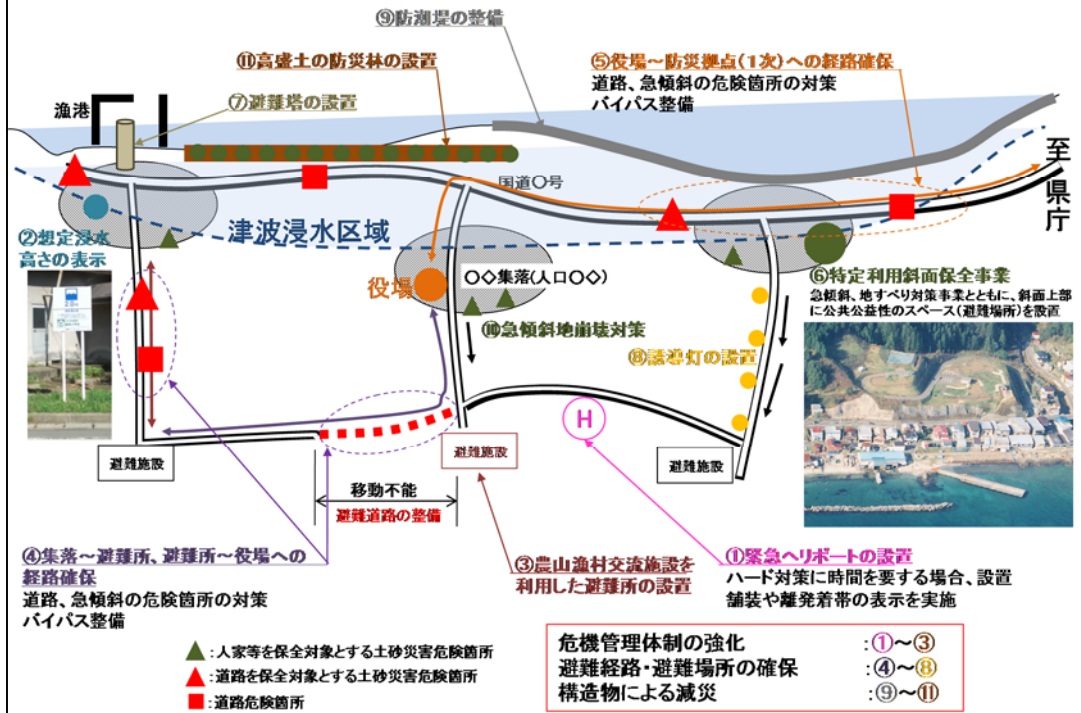 ⑨防潮堤の整備
⑪高盛土の防災林の設置
⑤役場～防災拠点(1次)への経路確保
道路、急傾斜の危険箇所の対策
バイパス整備
漁港
⑦避難塔の設置
国道〇号
至県庁
津波浸水区域
②想定浸水
高さの表示
役場
〇◇集落(人口〇◇)
⑥特定利用斜面保全事業
急傾斜、地すべり対策事業とともに、斜面上部
に公共公益性のスペース(避難場所)を設置
⑩急傾斜地崩壊対策
⑧誘導灯の設置
H
避難施設
避難施設
避難施設
移動不能
避難道路の整備
④集落～避難所、避難所～役場への
経路確保
道路、急傾斜の危険箇所の対策
バイパス整備
③農山漁村交流施設を
利用した避難所の設置
①緊急ヘリポートの設置
ハード対策に時間を要する場合、設置
舗装や離発着帯の表示を実施
▲:人家等を保全対象とする土砂災害危険箇所
▲:道路を保全対象とする土砂災害危険箇所
■:道路危険箇所
危機管理体制の強化 :①～③
避難経路・避難場所の確保 :④～⑧
構造物による減災 :⑨～⑪